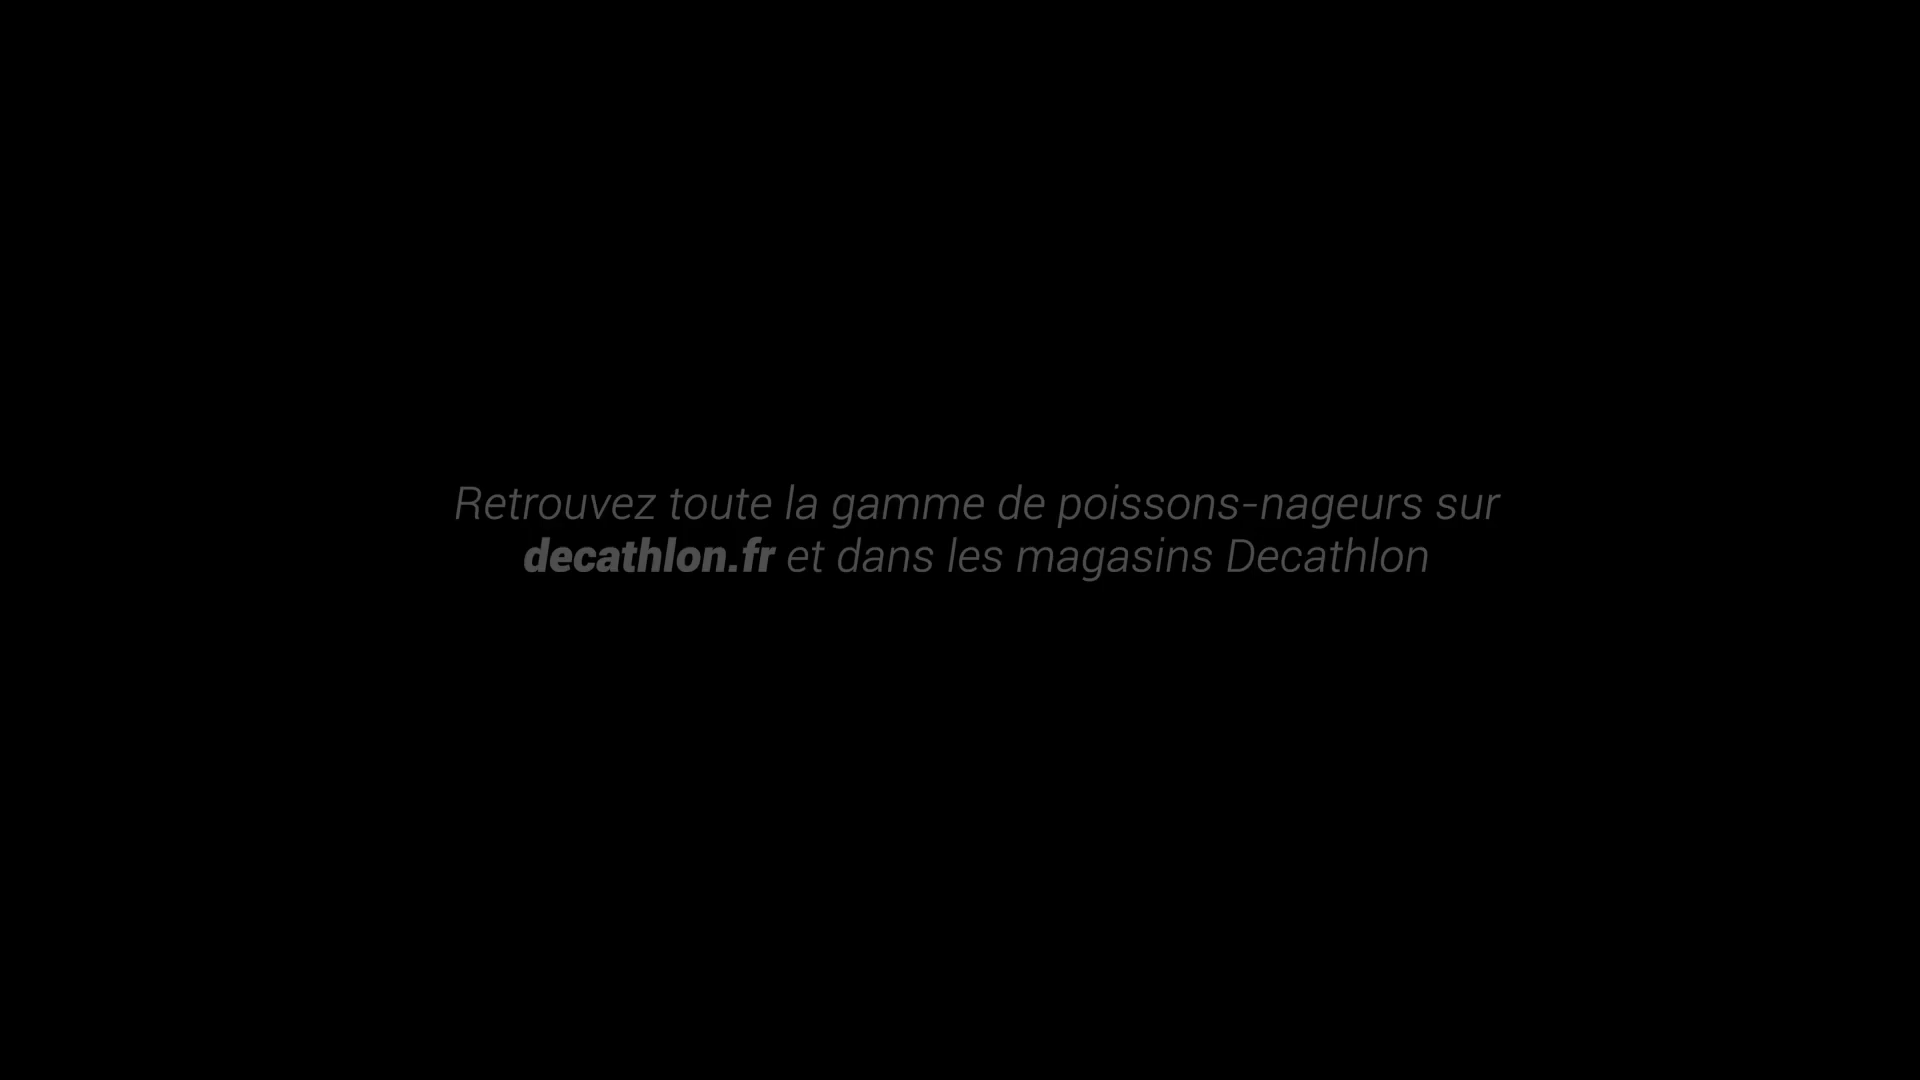 Retrouvez toute la gamme de poissons-nageurs sur
decathlon.fr et dans les magasins Decathlon